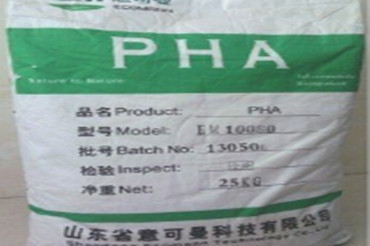 PHA
Nature to Nature
品名Product: PHA
型号Model: EM10080
批号Batch No:
检验Inspect:
净重Net: 25KG
山东省意可曼科技有限公司